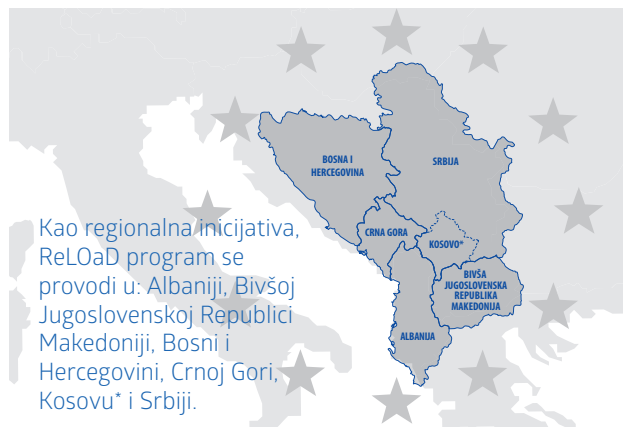 BOSNA I
HERCEGOVINA
SRBIJA
CRNA GORA
KOSOVO*
BIVŠA
JUGOSLOVENSKA
REPUBLIKA
MAKEDONIJA
ALBANIJA
Kao regionalna inicijativa,
ReLOaD program se
provodi u: Albaniji, Bivšoj
Jugoslovenskoj Republici
Makedoniji, Bosni i
Hercegovini, Crnoj Gori,
Kosovu* i Srbiji.